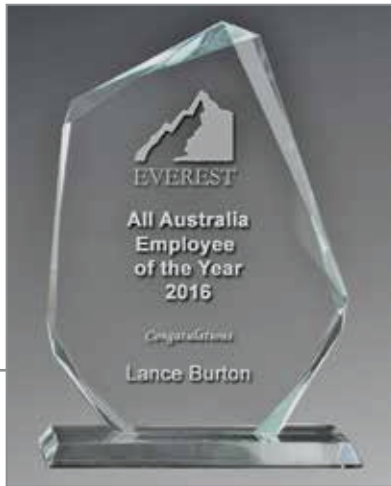 EVEREST
All Australia
Employee
of the Year
2016
Congratulations
Lance Burton